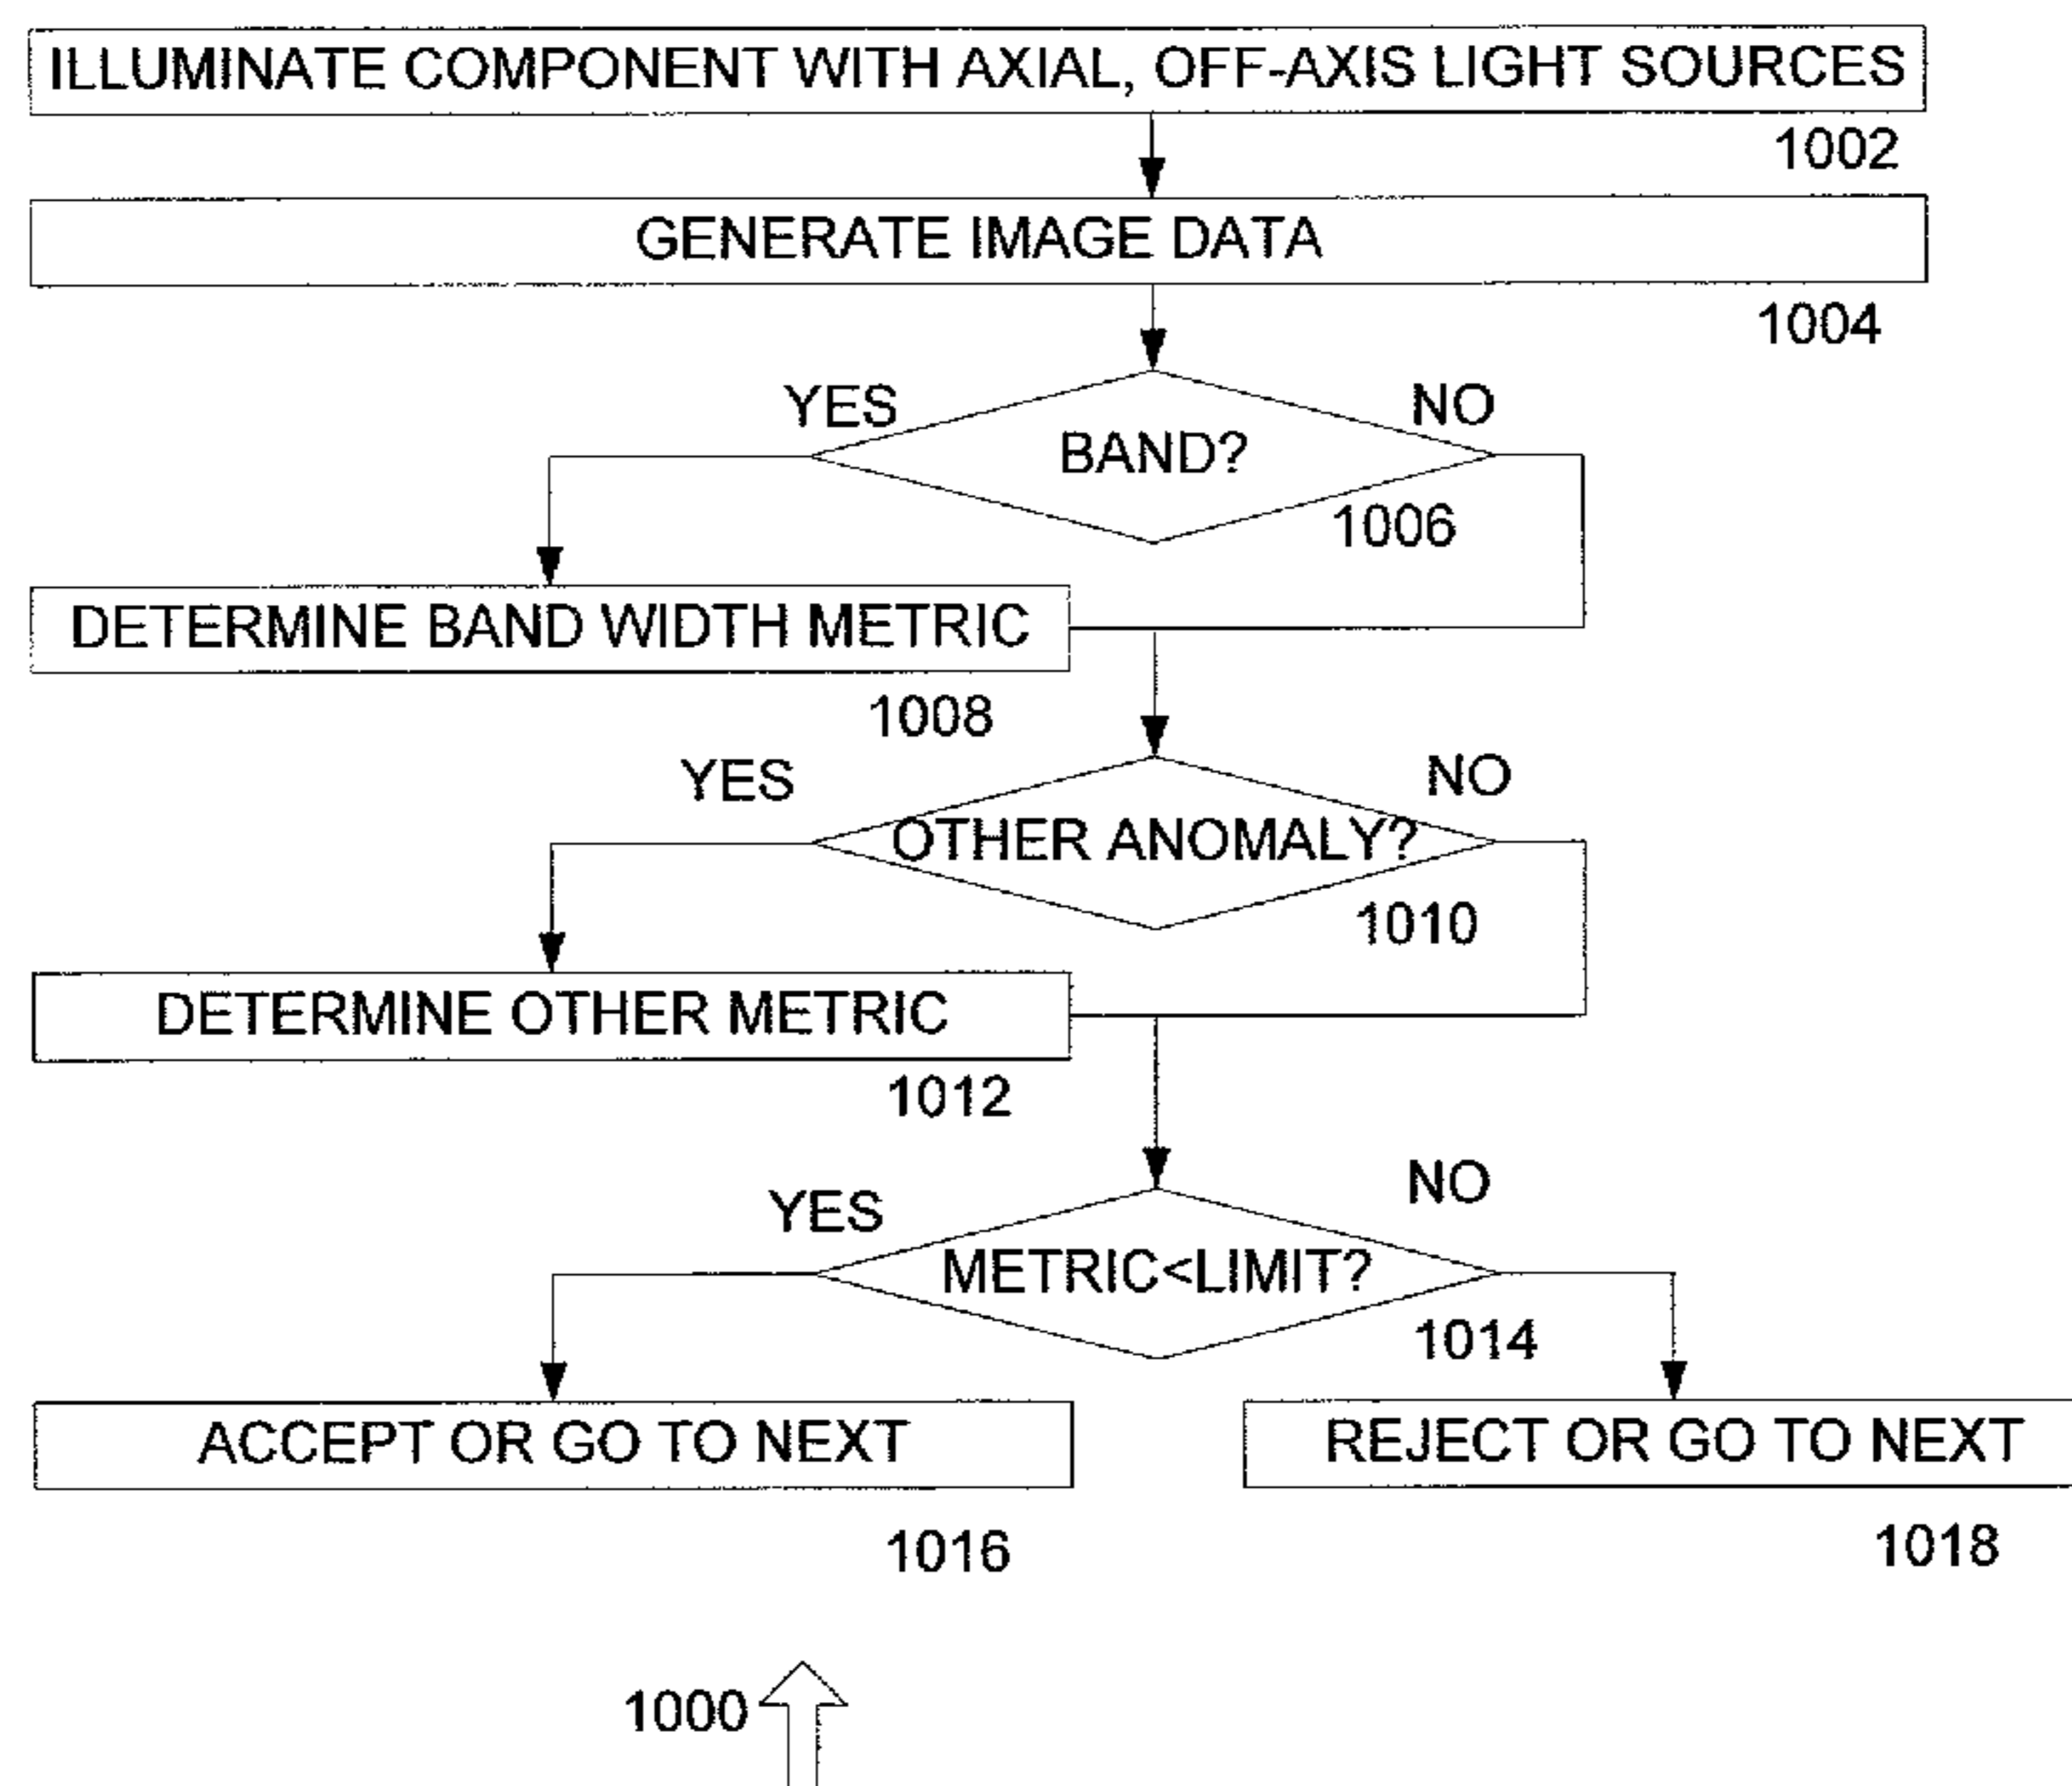 ILLUMINATE COMPONENT WITH AXIAL, OFF-AXIS LIGHT SOURCES
1002
GENERATE IMAGE DATA
1004
YES
NO
BAND?
1006
DETERMINE BAND WIDTH METRIC
1008
YES
NO
OTHER ANOMALY?
1010
DETERMINE OTHER METRIC
1012
YES
NO
METRIC<LIMIT?
1014
ACCEPT OR GO TO NEXT
REJECT OR GO TO NEXT
1016
1018
1000